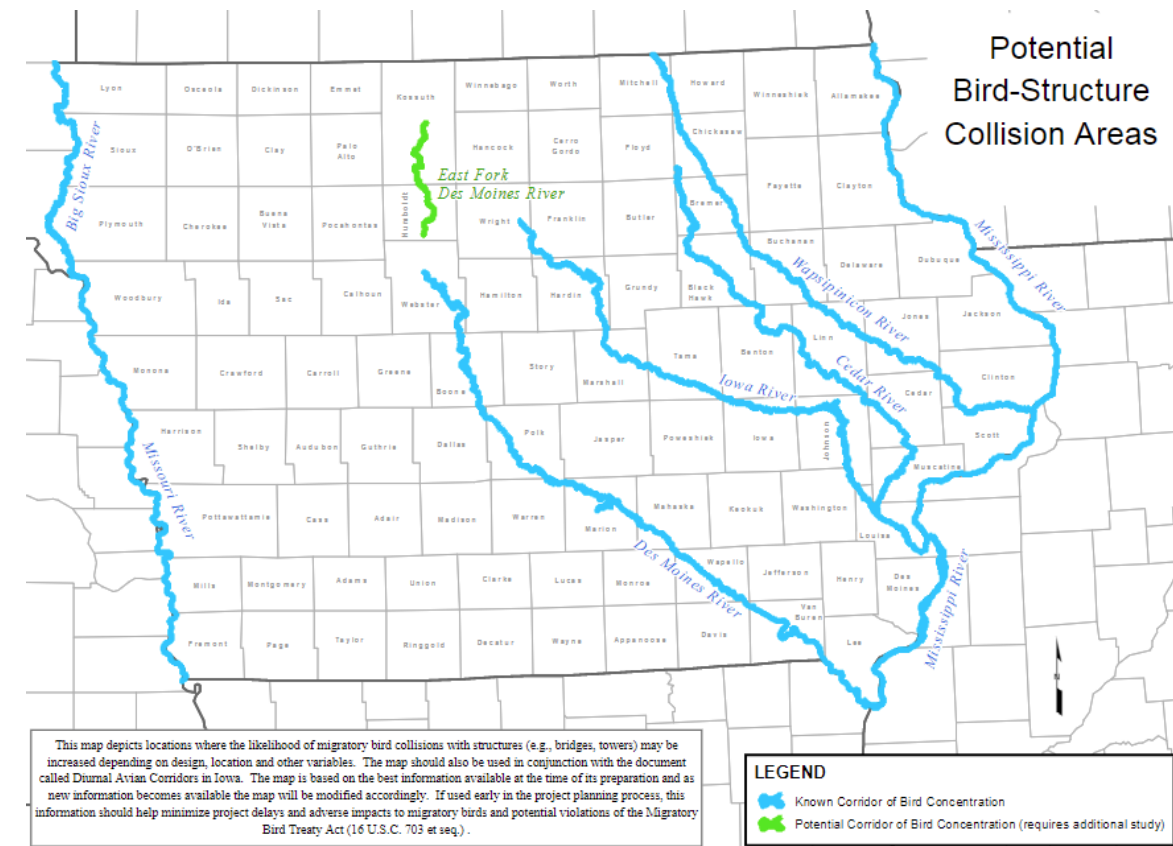 Potential
Bird-Structure
Collision Areas
Lyon
Osceola
Dickinson
Emmet
Kossuth
Winnebago
Worth
Mitchell
Howard
Winneshiek
Allamakee
Sioux
O'Brian
Clay
Palo
Alto
Hancock
Cerro
Gordo
Floyd
Chickasaw
Fayette
Clayton
Big Sioux River
East Fork
Des Moines River
Plymouth
Cherokee
Buena
Vista
Pocahontas
Humboldt
Wright
Franklin
Butler
Bremer
Mississippi River
Woodbury
Ida
Sac
Calhoun
Webster
Hamilton
Hardin
Grundy
Black
Hawk
Buchanan
Delaware
Dubuque
Wapsipinicon River
Monona
Crawford
Carroll
Greene
Boone
Story
Marshall
Tama
Benton
Linn
Jones
Jackson
Iowa River
Cedar River
Cedar
Clinton
Harrison
Shelby
Audubon
Guthrie
Dallas
Polk
Jasper
Poweshiek
Iowa
Johnson
Scott
Muscatine
Missouri River
Pottawattamie
Cass
Adair
Madison
Warren
Marion
Mahaska
Keokuk
Washington
Louisa
Des Moines River
Mills
Montgomery
Adams
Union
Clarke
Lucas
Monroe
Wapello
Jefferson
Henry
Des
Moines
Mississippi River
Fremont
Page
Taylor
Ringgold
Decatur
Wayne
Appanoose
Davis
Van
Buren
Lee
N
This map depicts locations where the likelihood of migratory bird collisions with structures (e.g., bridges, towers) may be
increased depending on design, location and other variables. The map should also be used in conjunction with the document
called Diurnal Avian Corridors in Iowa. The map is based on the best information available at the time of its preparation and as
new information becomes available the map will be modified accordingly. If used early in the project planning process, this
information should help minimize project delays and adverse impacts to migratory birds and potential violations of the Migratory
Bird Treaty Act (16 U.S.C. 703 et seq.) .
LEGEND
Known Corridor of Bird Concentration
Potential Corridor of Bird Concentration (requires additional study)